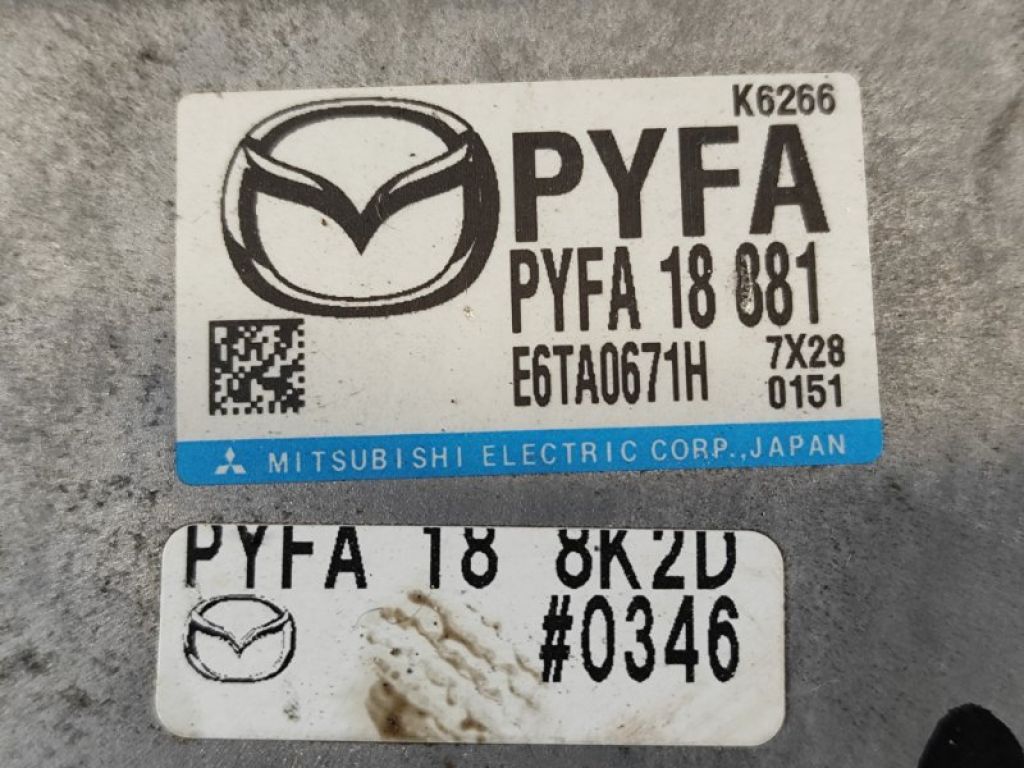 K6266
PYFA
PYFA 18 881
E6TA0671H 7X28
0151
MITSUBISHI ELECTRIC CORP.,JAPAN
PYFA 18 8K2D
#0346